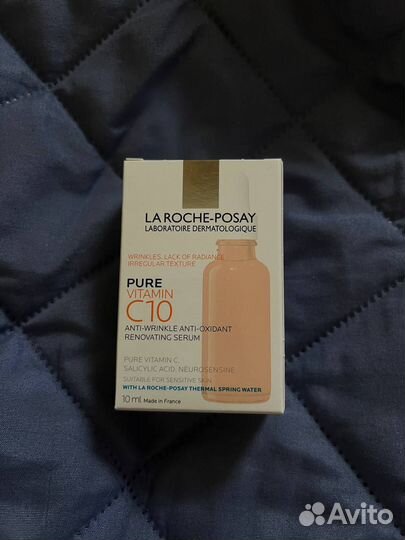 LA ROCHE-POSAY
LABORATOIRE DERMATOLOGIQUE
WRINKLES, LACK OF RADIANCE,
IRREGULAR TEXTURE
PURE
VITAMIN
C10
ANTI-WRINKLE ANTI-OXIDANT
RENOVATING SERUM
PURE VITAMIN C,
SALICYLIC ACID, NEUROSENSINE
SUITABLE FOR SENSITIVE SKIN
WITH LA ROCHE-POSAY THERMAL SPRING WATER
10 ml Made in France
Avito